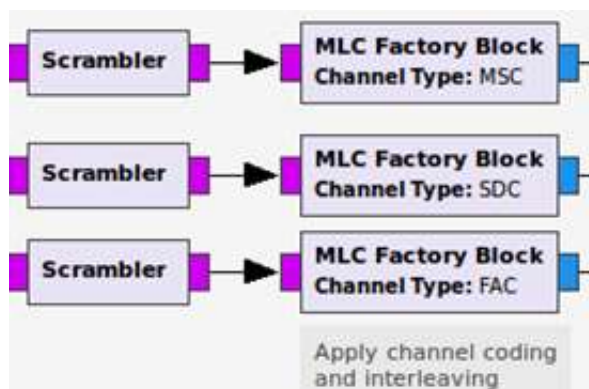 Scrambler
MLC Factory Block
Channel Type: MSC
Scrambler
MLC Factory Block
Channel Type: SDC
Scrambler
MLC Factory Block
Channel Type: FAC
Apply channel coding
and interleaving